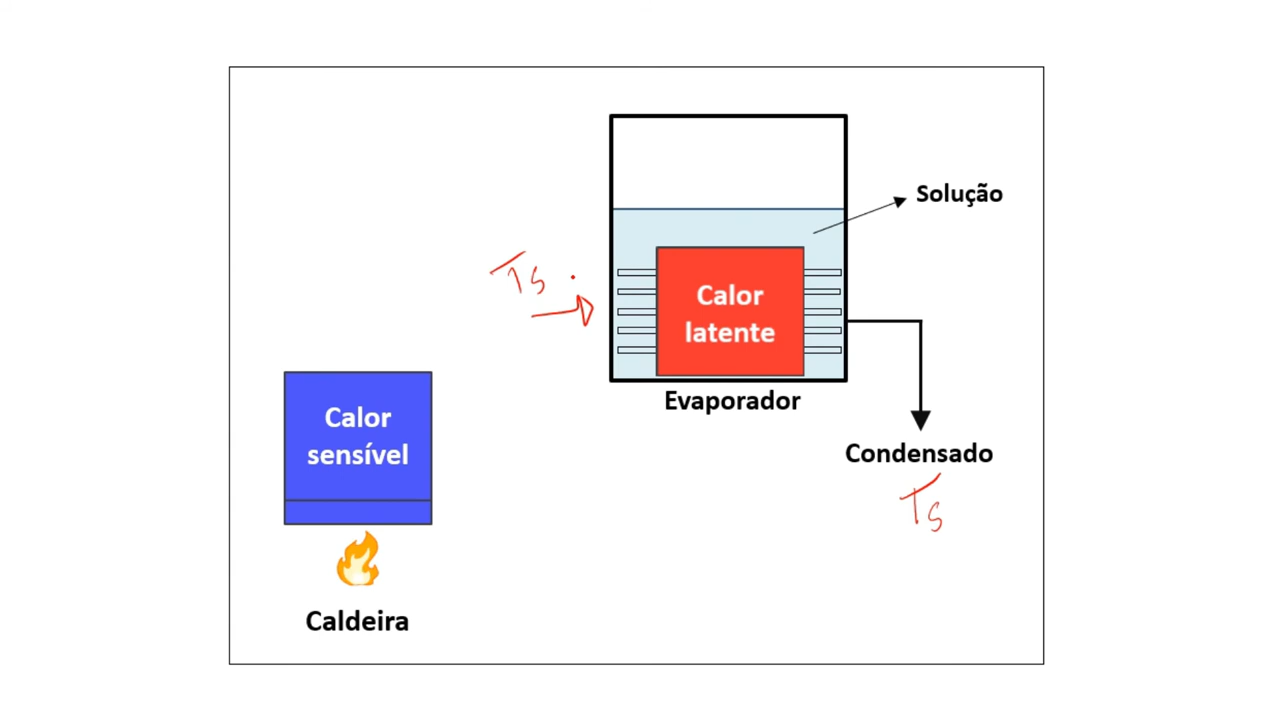 Solução
Ts
Calor
latente
Evaporador
Calor
sensível
Condensado
Ts
Caldeira